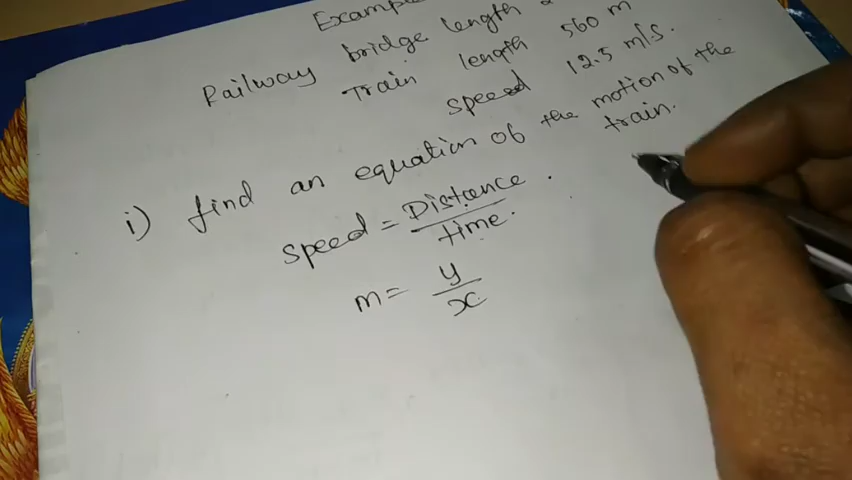 Example
Railway bridge length
Train length 560 m
speed 12.5 m/s.
i) find an equation of the motion of the
train.
speed = Distance / time.
m = y / x